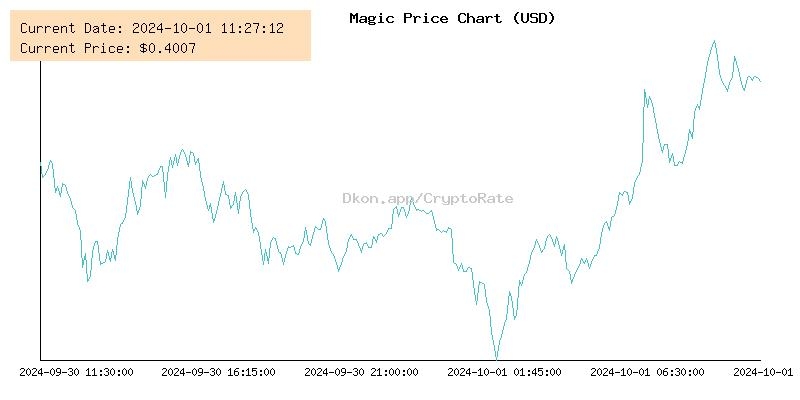 Magic Price Chart (USD)
Current Date: 2024-10-01 11:27:12
Current Price: $0.4007
Dkon.app/CryptoRate
2024-09-30 11:30:00 2024-09-30 16:15:00 2024-09-30 21:00:00 2024-10-01 01:45:00 2024-10-01 06:30:00 2024-10-01